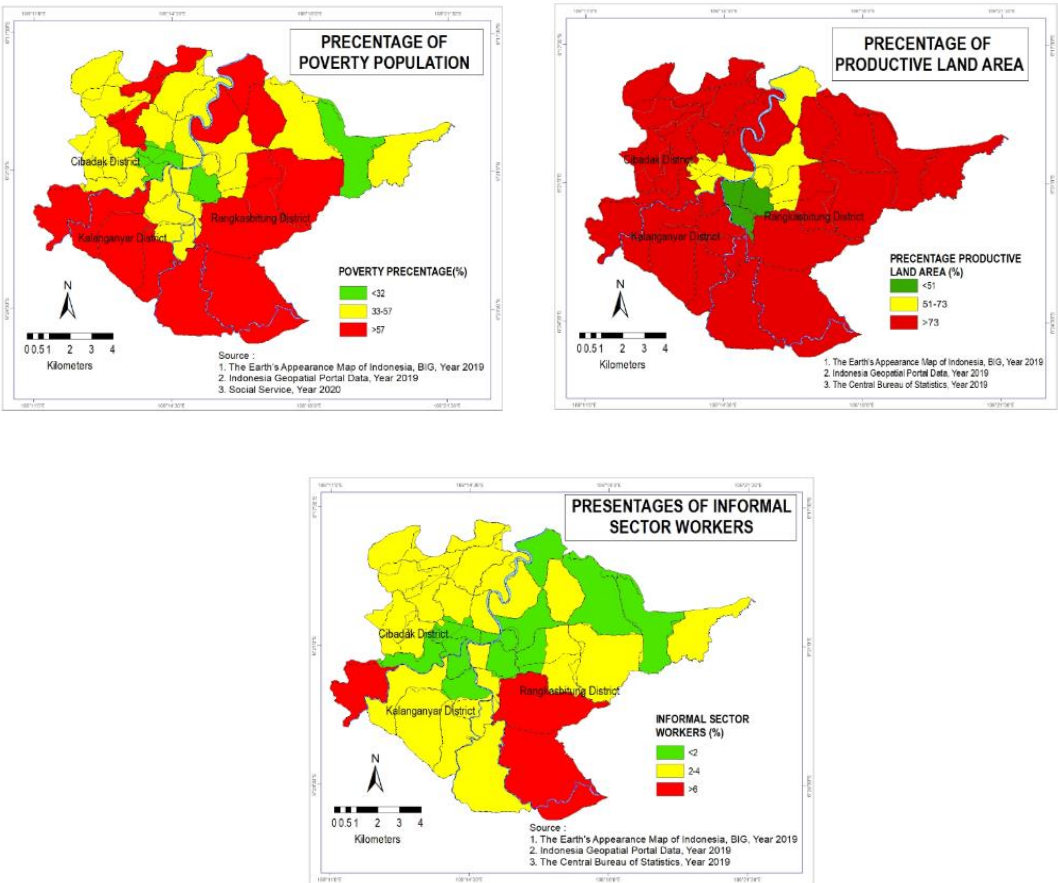 PRECENTAGE OF
POVERTY POPULATION
Cibadak District
Rangkasbitung District
Kalanganyar District
POVERTY PRECENTAGE(%)
<32
33-57
>57
N
0 0.5 1 2 3 4
Kilometers
Source :
1. The Earth's Appearance Map of Indonesia, BIG, Year 2019
2. Indonesia Geopatial Portal Data, Year 2019
3. Social Service, Year 2020
PRECENTAGE OF
PRODUCTIVE LAND AREA
Cibadak District
Rangkasbitung District
Kalanganyar District
PRECENTAGE PRODUCTIVE
LAND AREA (%)
<51
51-73
>73
N
0 0.5 1 2 3 4
Kilometers
1. The Earth's Appearance Map of Indonesia, BIG, Year 2019
2. Indonesia Geopatial Portal Data, Year 2019
3. The Central Bureau of Statistics, Year 2019
PRESENTAGES OF INFORMAL
SECTOR WORKERS
Cibadak District
Rangkasbitung District
Kalanganyar District
INFORMAL SECTOR
WORKERS (%)
<2
2-4
>6
N
0 0.5 1 2 3 4
Kilometers
Source :
1. The Earth's Appearance Map of Indonesia, BIG, Year 2019
2. Indonesia Geopatial Portal Data, Year 2019
3. The Central Bureau of Statistics, Year 2019